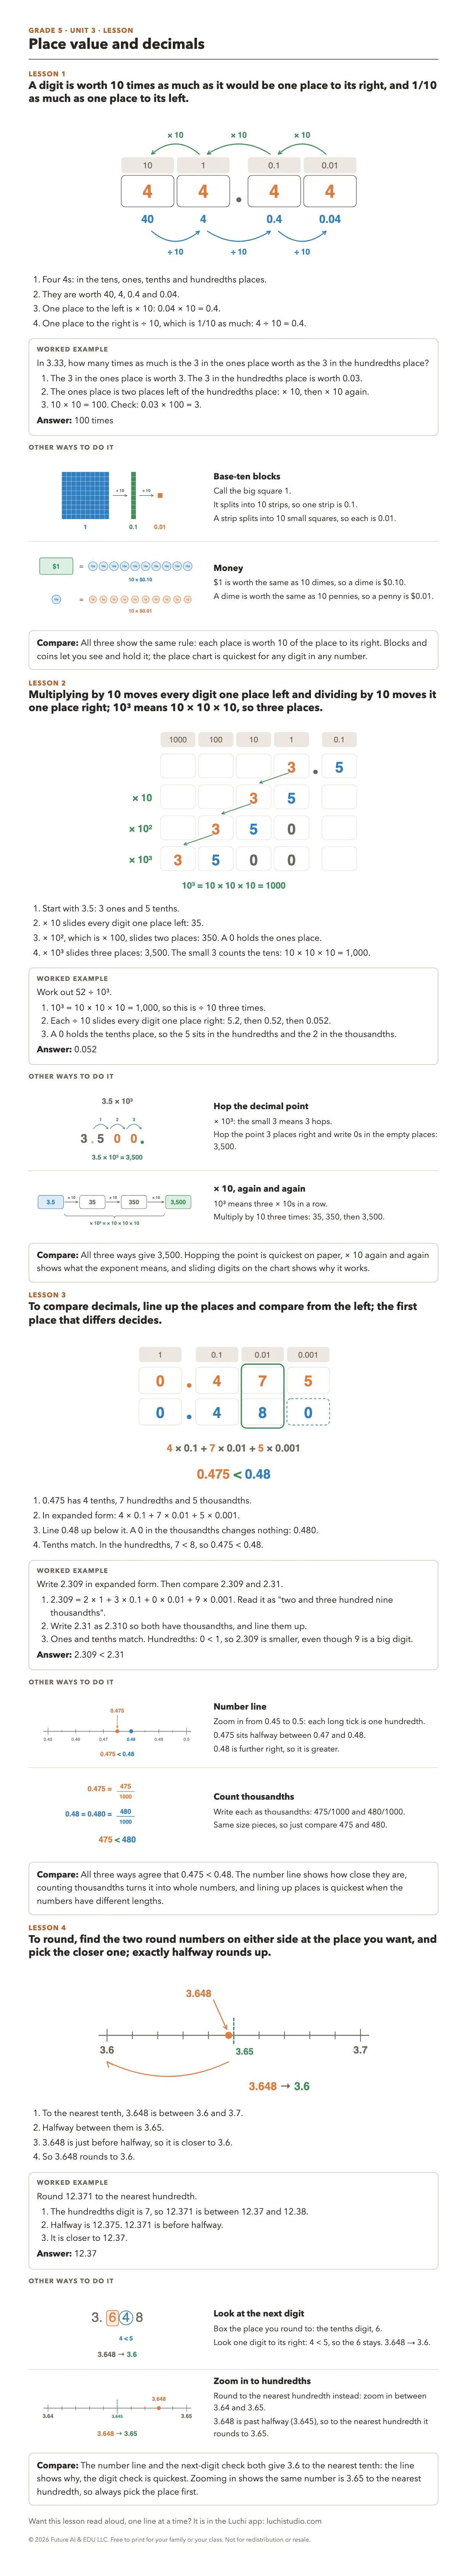 GRADE 5 · UNIT 3 · LESSON
Place value and decimals
LESSON 1
A digit is worth 10 times as much as it would be one place to its right, and 1/10
as much as one place to its left.
× 10 × 10 × 10
10 1 0.1 0.01
4 4 . 4 4
40 4 0.4 0.04
÷ 10 ÷ 10 ÷ 10
1. Four 4s: in the tens, ones, tenths and hundredths places.
2. They are worth 40, 4, 0.4 and 0.04.
3. One place to the left is × 10: 0.04 × 10 = 0.4.
4. One place to the right is ÷ 10, which is 1/10 as much: 4 ÷ 10 = 0.4.
WORKED EXAMPLE
In 3.33, how many times as much is the 3 in the ones place worth as the 3 in the hundredths place?
1. The 3 in the ones place is worth 3. The 3 in the hundredths place is worth 0.03.
2. The ones place is two places left of the hundredths place: × 10, then × 10 again.
3. 10 × 10 = 100. Check: 0.03 × 100 = 3.
Answer: 100 times
OTHER WAYS TO DO IT
÷ 10 ÷ 10
1 0.1 0.01
Base-ten blocks
Call the big square 1.
It splits into 10 strips, so one strip is 0.1.
A strip splits into 10 small squares, so each is 0.01.
$1 =
10 × $0.10
=
10 × $0.01
Money
$1 is worth the same as 10 dimes, so a dime is $0.10.
A dime is worth the same as 10 pennies, so a penny is $0.01.
Compare: All three show the same rule: each place is worth 10 of the place to its right. Blocks and
coins let you see and hold it; the place chart is quickest for any digit in any number.
LESSON 2
Multiplying by 10 moves every digit one place left and dividing by 10 moves it
one place right; 10³ means 10 × 10 × 10, so three places.
1000 100 10 1 0.1
3 . 5
× 10 3 5
× 10² 3 5 0
× 10³ 3 5 0 0
10³ = 10 × 10 × 10 = 1000
1. Start with 3.5: 3 ones and 5 tenths.
2. × 10 slides every digit one place left: 35.
3. × 10², which is × 100, slides two places: 350. A 0 holds the ones place.
4. × 10³ slides three places: 3,500. The small 3 counts the tens: 10 × 10 × 10 = 1,000.
WORKED EXAMPLE
Work out 52 ÷ 10³.
1. 10³ = 10 × 10 × 10 = 1,000, so this is ÷ 10 three times.
2. Each ÷ 10 slides every digit one place right: 5.2, then 0.52, then 0.052.
3. A 0 holds the tenths place, so the 5 sits in the hundredths and the 2 in the thousandths.
Answer: 0.052
OTHER WAYS TO DO IT
3.5 × 10³
1 2 3
3 . 5 0 0 .
3.5 × 10³ = 3,500
Hop the decimal point
× 10³: the small 3 means 3 hops.
Hop the point 3 places right and write 0s in the empty places:
3,500.
3.5 × 10 35 × 10 350 × 10 3,500
× 10³ = × 10 × 10 × 10
× 10, again and again
10³ means three × 10s in a row.
Multiply by 10 three times: 35, 350, then 3,500.
Compare: All three ways give 3,500. Hopping the point is quickest on paper, × 10 again and again
shows what the exponent means, and sliding digits on the chart shows why it works.
LESSON 3
To compare decimals, line up the places and compare from the left; the first
place that differs decides.
1 0.1 0.01 0.001
0 . 4 7 5
0 . 4 8 0
4 × 0.1 + 7 × 0.01 + 5 × 0.001
0.475 < 0.48
1. 0.475 has 4 tenths, 7 hundredths and 5 thousandths.
2. In expanded form: 4 × 0.1 + 7 × 0.01 + 5 × 0.001.
3. Line 0.48 up below it. A 0 in the thousandths changes nothing: 0.480.
4. Tenths match. In the hundredths, 7 < 8, so 0.475 < 0.48.
WORKED EXAMPLE
Write 2.309 in expanded form. Then compare 2.309 and 2.31.
1. 2.309 = 2 × 1 + 3 × 0.1 + 0 × 0.01 + 9 × 0.001. Read it as "two and three hundred nine
thousandths".
2. Write 2.31 as 2.310 so both have thousandths, and line them up.
3. Ones and tenths match. Hundredths: 0 < 1, so 2.309 is smaller, even though 9 is a big digit.
Answer: 2.309 < 2.31
OTHER WAYS TO DO IT
0.475
0.45 0.46 0.47 0.48 0.49 0.5
0.475 < 0.48
Number line
Zoom in from 0.45 to 0.5: each long tick is one hundredth.
0.475 sits halfway between 0.47 and 0.48.
0.48 is further right, so it is greater.
0.475 = 475
1000
0.48 = 0.480 = 480
1000
475 < 480
Count thousandths
Write each as thousands: 475/1000 and 480/1000.
Same size pieces, so just compare 475 and 480.
Compare: All three ways agree that 0.475 < 0.48. The number line shows how close they are,
counting thousandths turns it into whole numbers, and lining up places is quickest when the
numbers have different lengths.
LESSON 4
To round, find the two round numbers on either side at the place you want, and
pick the closer one; exactly halfway rounds up.
3.648
3.6 3.65 3.7
3.648 → 3.6
1. To the nearest tenth, 3.648 is between 3.6 and 3.7.
2. Halfway between them is 3.65.
3. 3.648 is just before halfway, so it is closer to 3.6.
4. So 3.648 rounds to 3.6.
WORKED EXAMPLE
Round 12.371 to the nearest hundredth.
1. The hundredths digit is 7, so 12.371 is between 12.37 and 12.38.
2. Halfway is 12.375. 12.371 is before halfway.
3. It is closer to 12.37.
Answer: 12.37
OTHER WAYS TO DO IT
3. 6 4 8
4 < 5
3.648 → 3.6
Look at the next digit
Box the place you round to: the tenths digit, 6.
Look one digit to its right: 4 < 5, so the 6 stays. 3.648 → 3.6.
3.648
3.64 3.645 3.65
3.648 → 3.65
Zoom in to hundredths
Round to the nearest hundredth instead: zoom in between
3.64 and 3.65.
3.648 is past halfway (3.645), so to the nearest hundredth it
rounds to 3.65.
Compare: The number line and the next-digit check both give 3.6 to the nearest tenth: the line
shows why, the digit check is quickest. Zooming in shows the same number is 3.65 to the nearest
hundredth, so always pick the place first.
Want this lesson read aloud, one line at a time? It is in the Luchi app: luchistudio.com
© 2026 Future AI & EDU LLC. Free to print for your family or your class. Not for redistribution or resale.